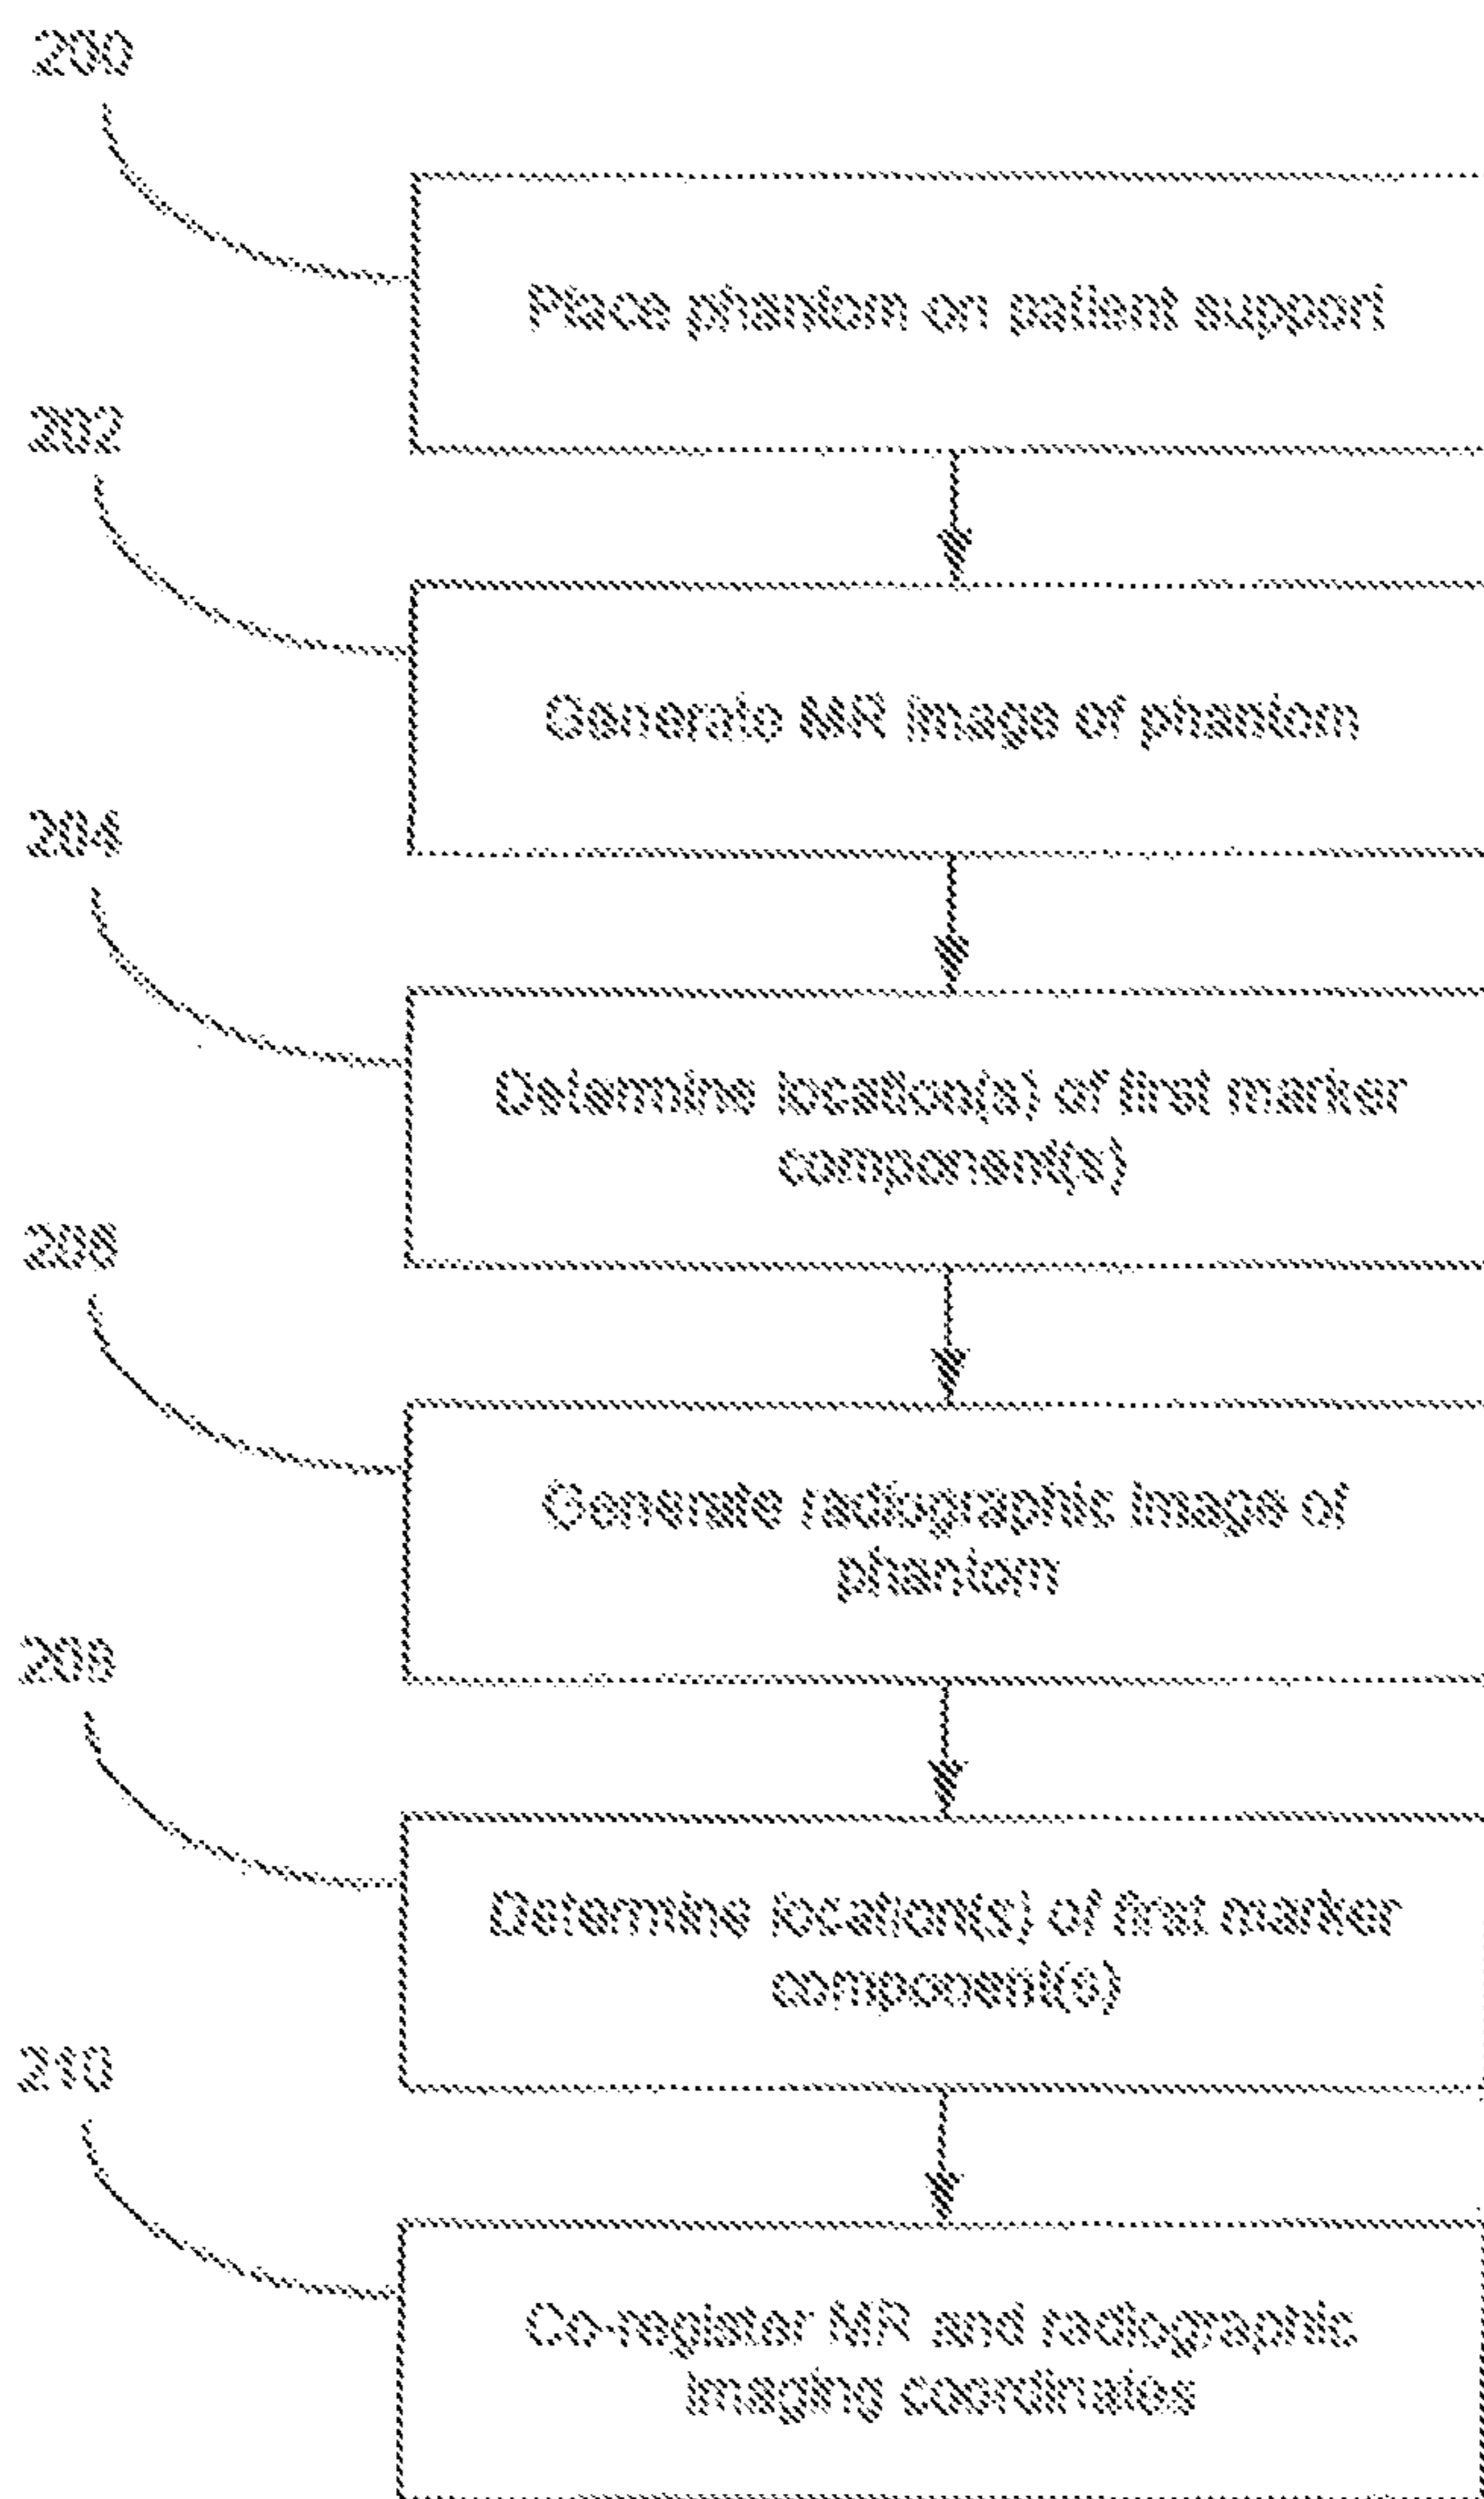 200
Place phantom on patient support
202
Generate MR image of phantom
204
Determine location(s) of first marker
component(s)
206
Generate radiographic image of
phantom
208
Determine location(s) of first marker
component(s)
210
Co-register MR and radiographic
imaging coordinates